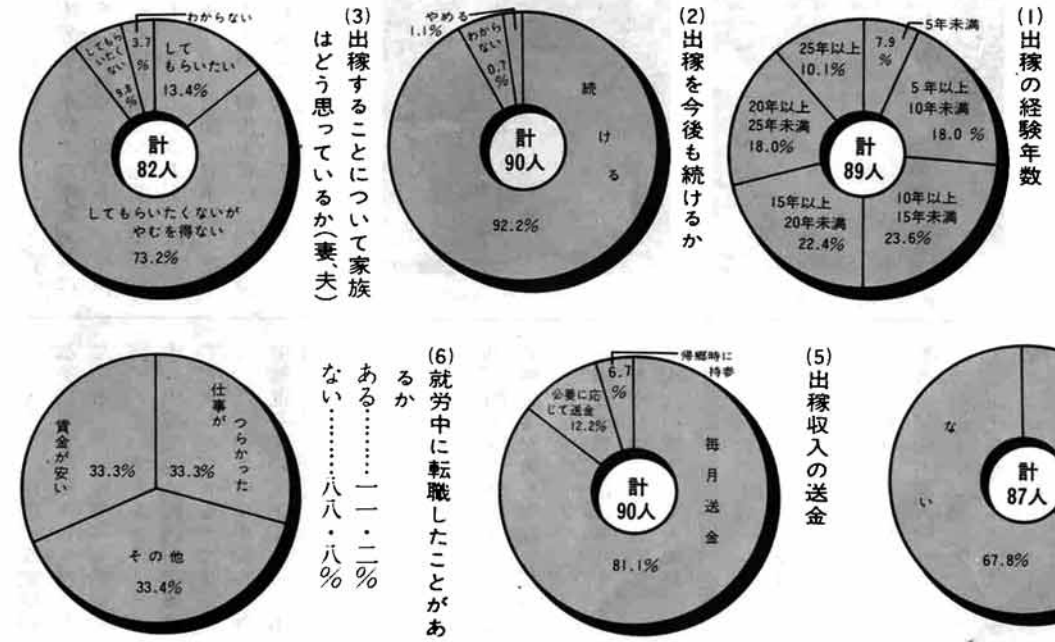 (1)出稼の経験年数
5年未満
7.9
%
5年以上
10年未満
18.0 %
10年以上
15年未満
23.6%
15年以上
20年未満
22.4%
20年以上
25年未満
18.0%
25年以上
10.1%
計
89人
(2)出稼を今後も続けるか
続ける
92.2%
わからない
0.7%
やめる
1.1%
計
90人
(3)出稼することについて家族
はどう思っているか(妻、夫)
して
もらいたい
13.4%
してもらいたくないが
やむを得ない
73.2%
してもらいたくない
9.8%
わからない
3.7
%
計
82人
ない
67.8%
計
87人
(5)出稼収入の送金
毎月送金
81.1%
必要に応
じて送金
12.2%
帰郷時に
持参
6.7
%
計
90人
(6)就労中に転職したことがあ
るか
ある…………一一・二%
ない…………八八・八%
仕事が
つらかった
33.3%
その他
33.4%
賃金が安い
33.3%